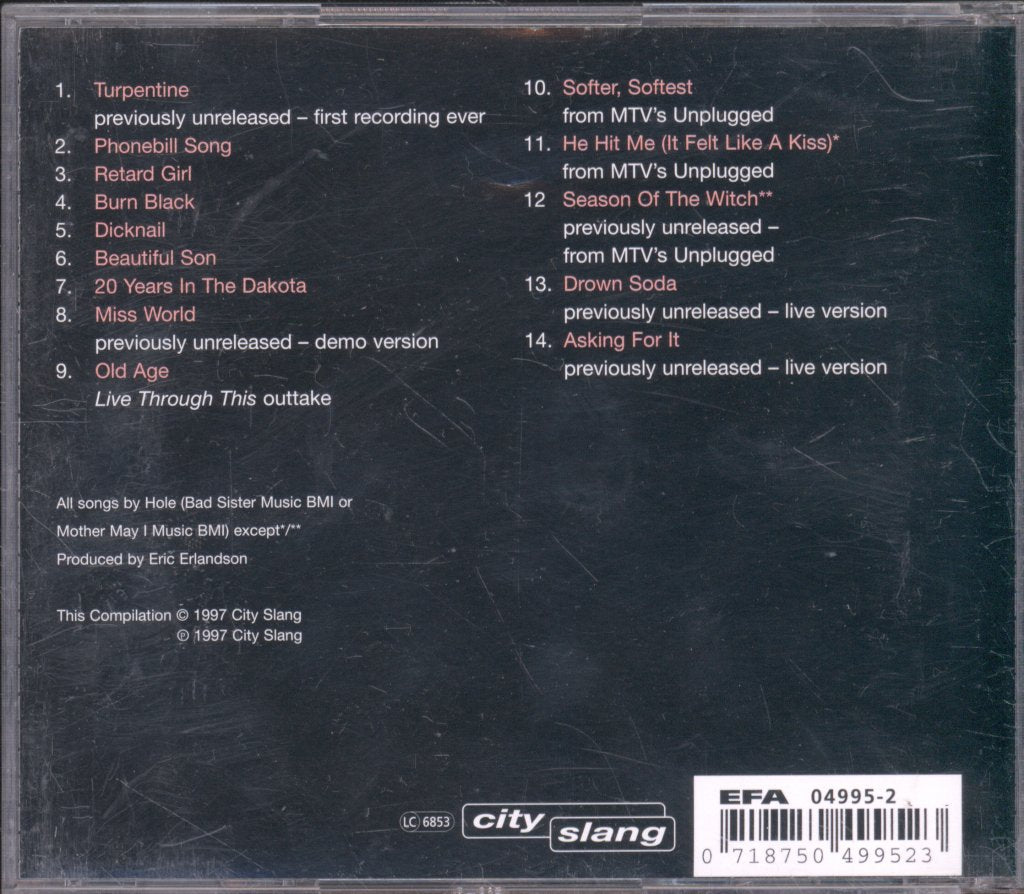 1. Turpentine
previously unreleased – first recording ever
2. Phonebill Song
3. Retard Girl
4. Burn Black
5. Dicknail
6. Beautiful Son
7. 20 Years In The Dakota
8. Miss World
previously unreleased – demo version
9. Old Age
Live Through This outtake
10. Softer, Softest
from MTV's Unplugged
11. He Hit Me (It Felt Like A Kiss)*
from MTV's Unplugged
12 Season Of The Witch**
previously unreleased –
from MTV's Unplugged
13. Drown Soda
previously unreleased – live version
14. Asking For It
previously unreleased – live version
All songs by Hole (Bad Sister Music BMI or
Mother May I Music BMI) except*/**
Produced by Eric Erlandson
This Compilation © 1997 City Slang
℗ 1997 City Slang
LC 6853
city
slang
EFA 04995-2
0 718750 499523